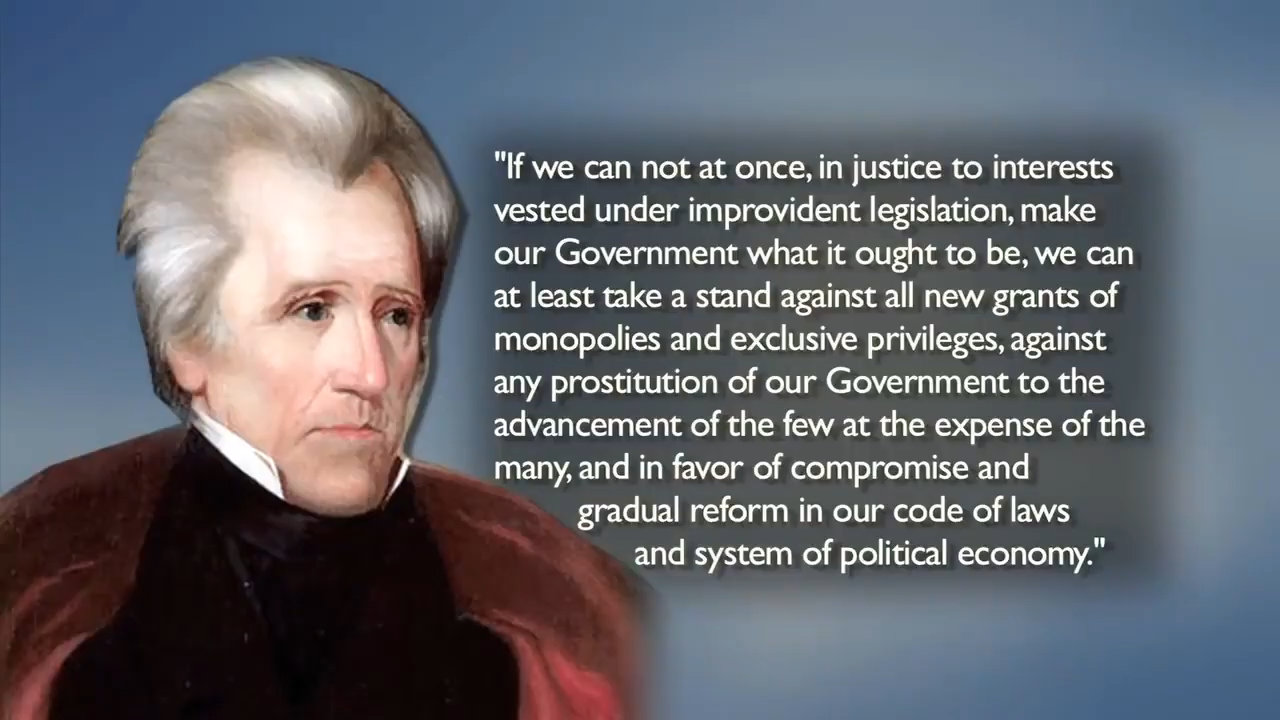 "If we can not at once, in justice to interests
vested under improvident legislation, make
our Government what it ought to be, we can
at least take a stand against all new grants of
monopolies and exclusive privileges, against
any prostitution of our Government to the
advancement of the few at the expense of the
many, and in favor of compromise and
gradual reform in our code of laws
and system of political economy."